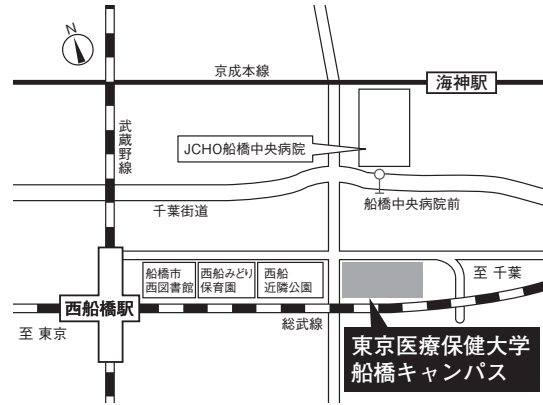 N
京成本線
海神駅
武蔵野線
JCHO船橋中央病院
船橋中央病院前
千葉街道
船橋市
西図書館
西船みどり
保育園
西船
近隣公園
至 千葉
西船橋駅
総武線
至 東京
東京医療保健大学
船橋キャンパス